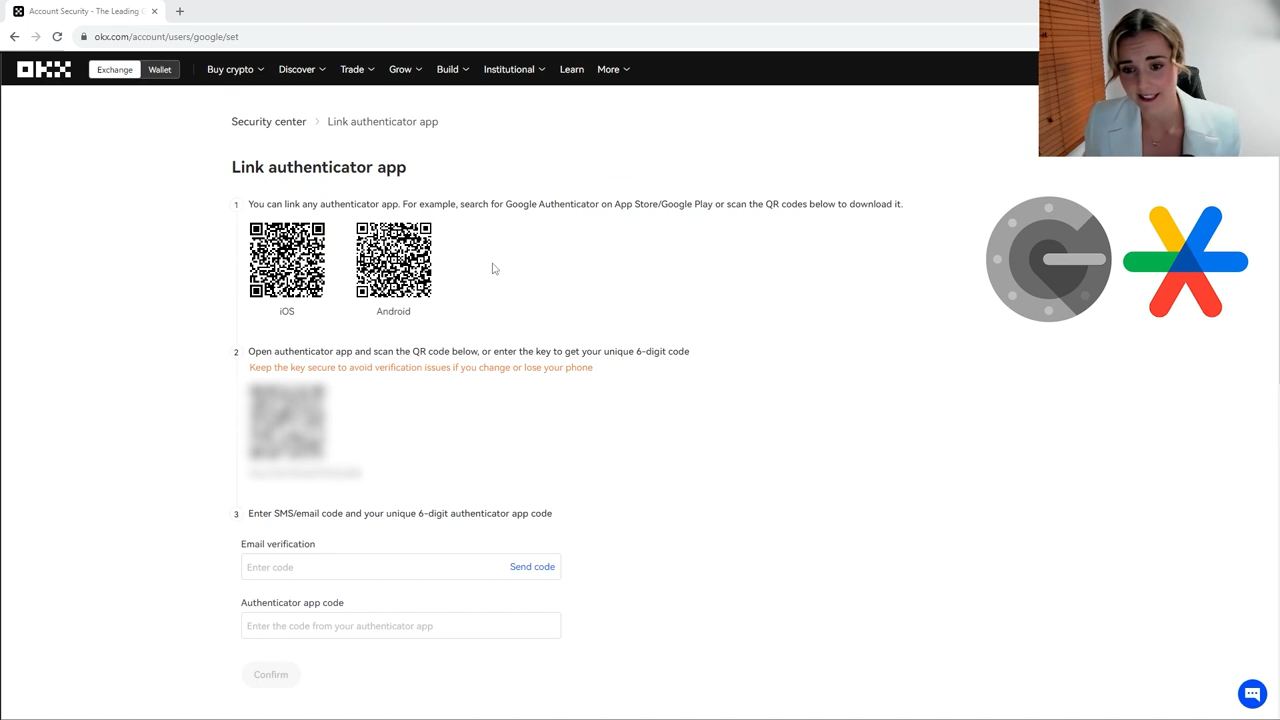 Account Security - The Leading
okx.com/account/users/google/set
OKX
Exchange
Wallet
Buy crypto
Discover
Trade
Grow
Build
Institutional
Learn
More
Security center
Link authenticator app
Link authenticator app
1
You can link any authenticator app. For example, search for Google Authenticator on App Store/Google Play or scan the QR codes below to download it.
iOS
Android
2
Open authenticator app and scan the QR code below, or enter the key to get your unique 6-digit code
Keep the key secure to avoid verification issues if you change or lose your phone
3
Enter SMS/email code and your unique 6-digit authenticator app code
Email verification
Enter code
Send code
Authenticator app code
Enter the code from your authenticator app
Confirm